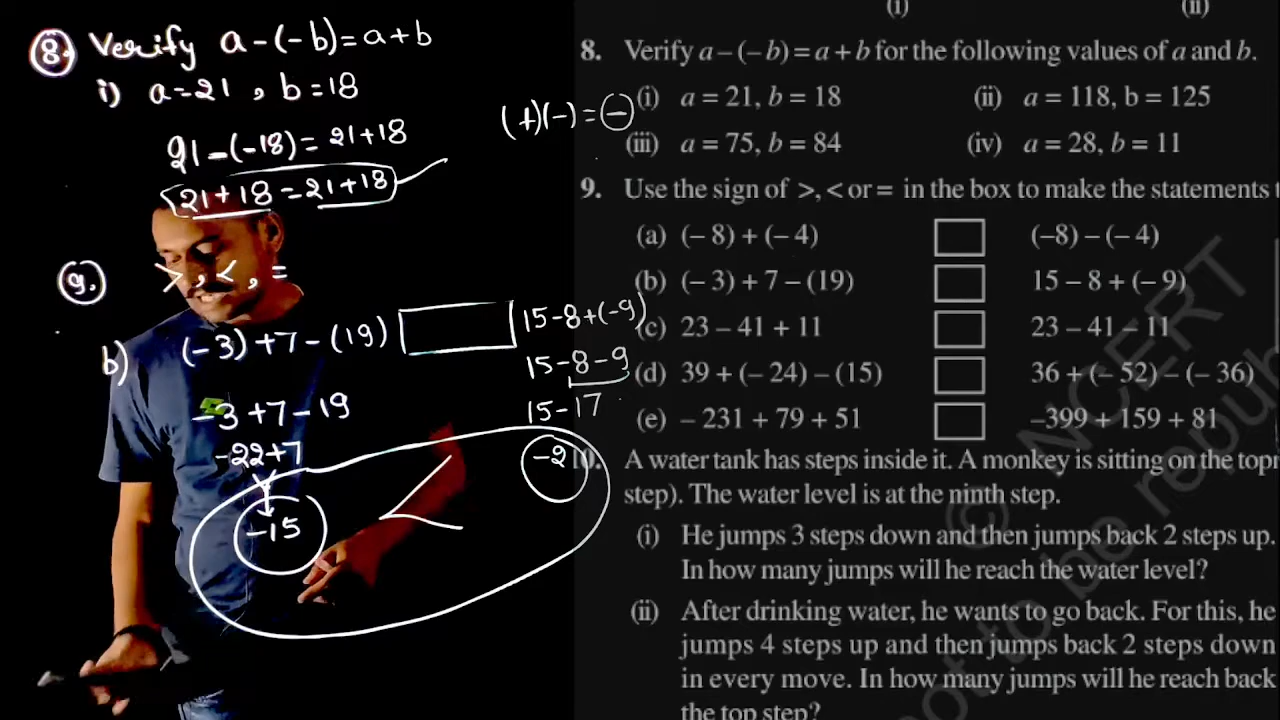 8. Verify a-(-b)=a+b
i) a=21 , b=18
(+)(-) = -
21-(-18) = 21+18
21+18 = 21+18
9. >, <, =
b) (-3)+7-(19) 15-8+(-9)
15-8-9
-3+7-19
15-17
-22+7
-2
-15
<
(i) (ii)
8. Verify a – (– b) = a + b for the following values of a and b.
(i) a = 21, b = 18 (ii) a = 118, b = 125
(iii) a = 75, b = 84 (iv) a = 28, b = 11
9. Use the sign of >, < or = in the box to make the statements
(a) (– 8) + (– 4) (–8) – (– 4)
(b) (– 3) + 7 – (19) 15 – 8 + (– 9)
(c) 23 – 41 + 11 23 – 41 – 11
(d) 39 + (– 24) – (15) 36 + (– 52) – (– 36)
(e) – 231 + 79 + 51 –399 + 159 + 81
10. A water tank has steps inside it. A monkey is sitting on the
step). The water level is at the ninth step.
(i) He jumps 3 steps down and then jumps back 2 steps up.
In how many jumps will he reach the water level?
(ii) After drinking water, he wants to go back. For this, he
jumps 4 steps up and then jumps back 2 steps down
in every move. In how many jumps will he reach back
the top step?
© NCERT
not to be